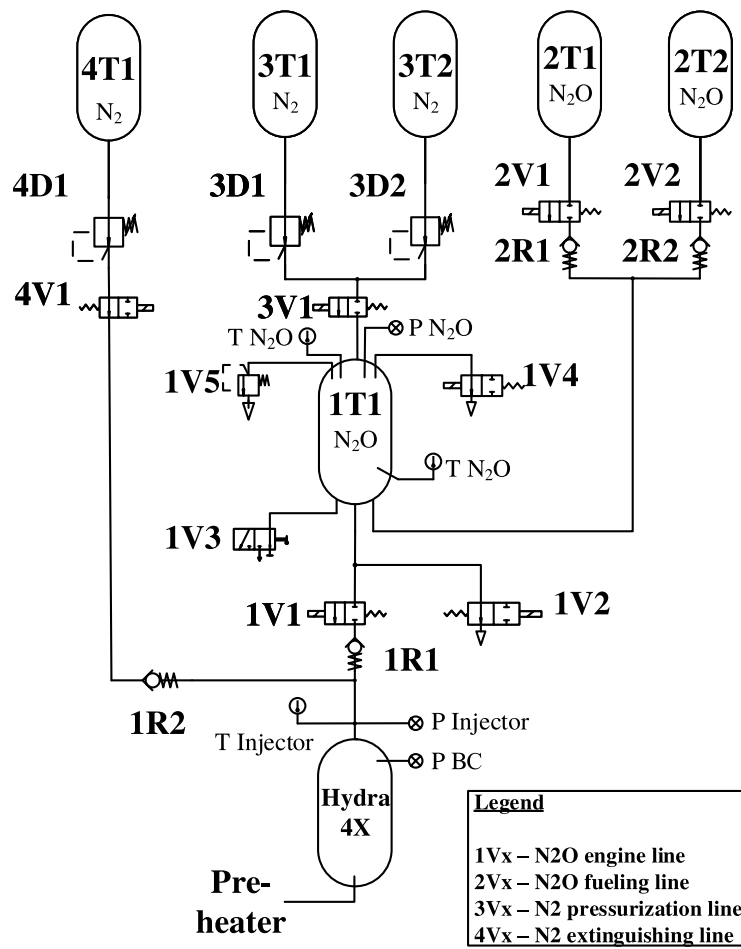 4T1
N₂
3T1
N₂
3T2
N₂
2T1
N₂O
2T2
N₂O
4D1
3D1
3D2
2V1
2V2
2R1
2R2
4V1
3V1
T N₂O
P N₂O
1V5
1V4
1T1
N₂O
T N₂O
1V3
1V1
1V2
1R1
1R2
T Injector
P Injector
P BC
Hydra
4X
Pre-
heater
Legend
1Vx – N2O engine line
2Vx – N2O fueling line
3Vx – N2 pressurization line
4Vx – N2 extinguishing line